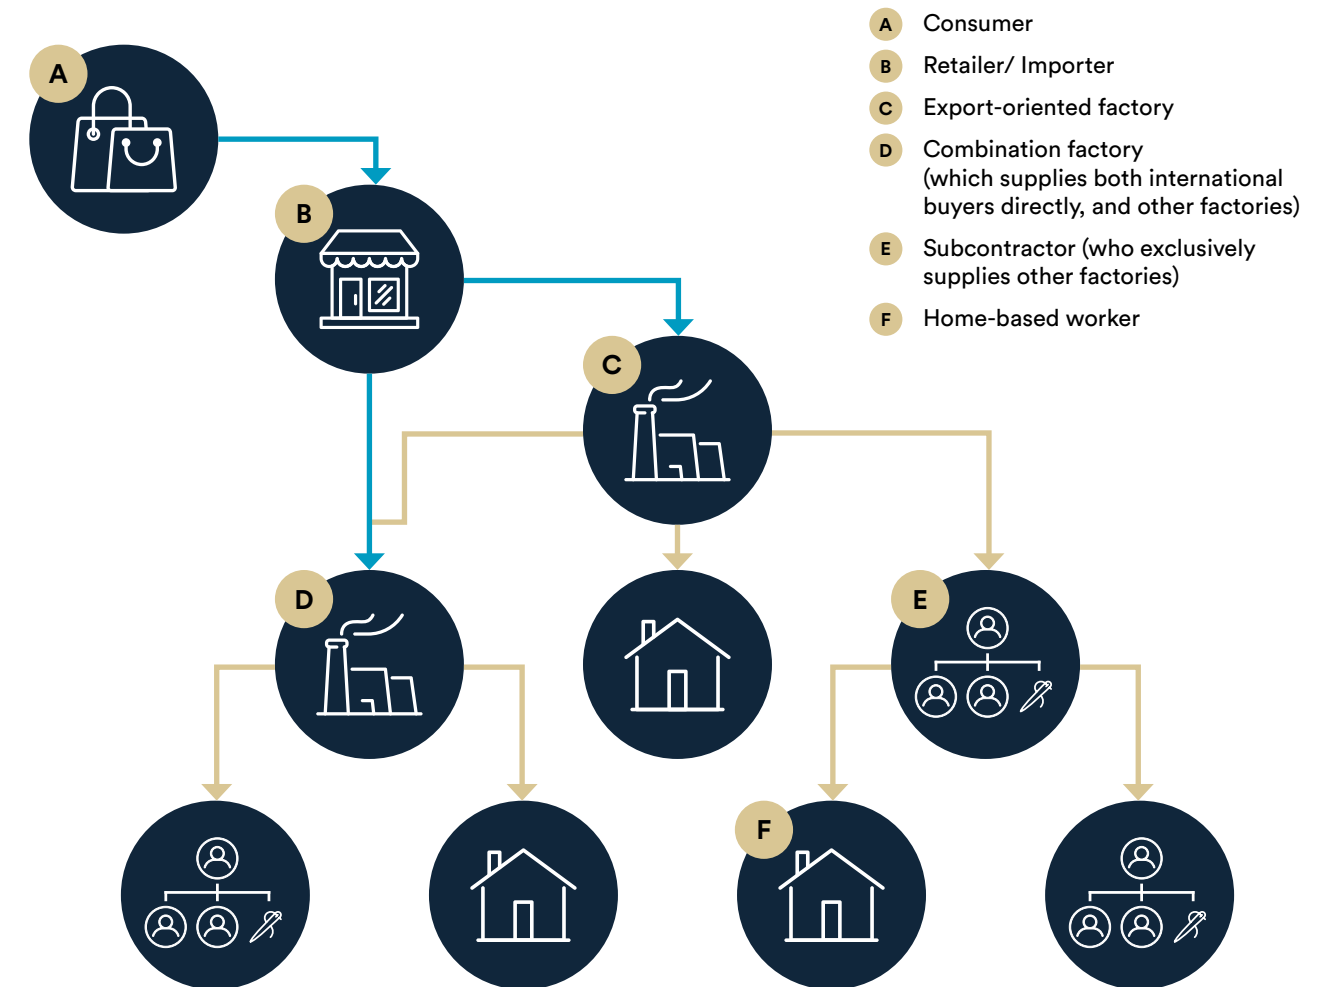 A Consumer
B Retailer/ Importer
C Export-oriented factory
D Combination factory
(which supplies both international
buyers directly, and other factories)
E Subcontractor (who exclusively
supplies other factories)
F Home-based worker
A
B
C
D
E
F